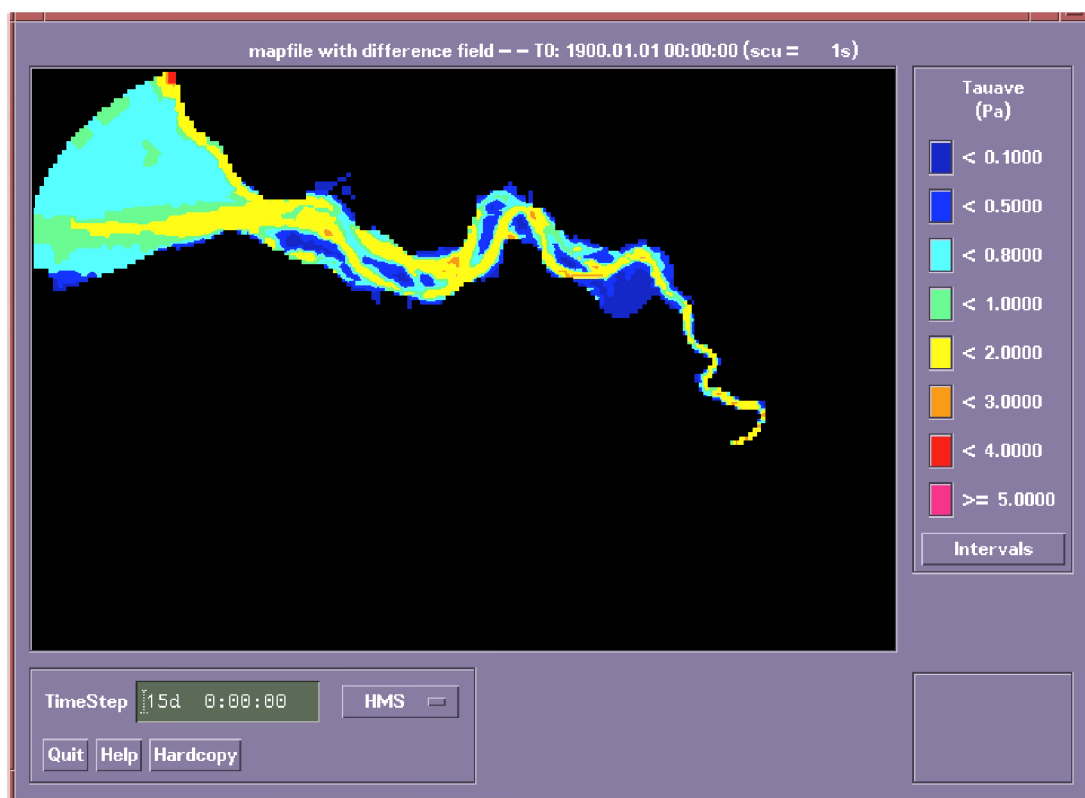 mapfile with difference field – – T0: 1900.01.01 00:00:00 (scu = 1s)
Tauave
(Pa)
< 0.1000
< 0.5000
< 0.8000
< 1.0000
< 2.0000
< 3.0000
< 4.0000
>= 5.0000
Intervals
TimeStep 15d 0:00:00 HMS
Quit Help Hardcopy